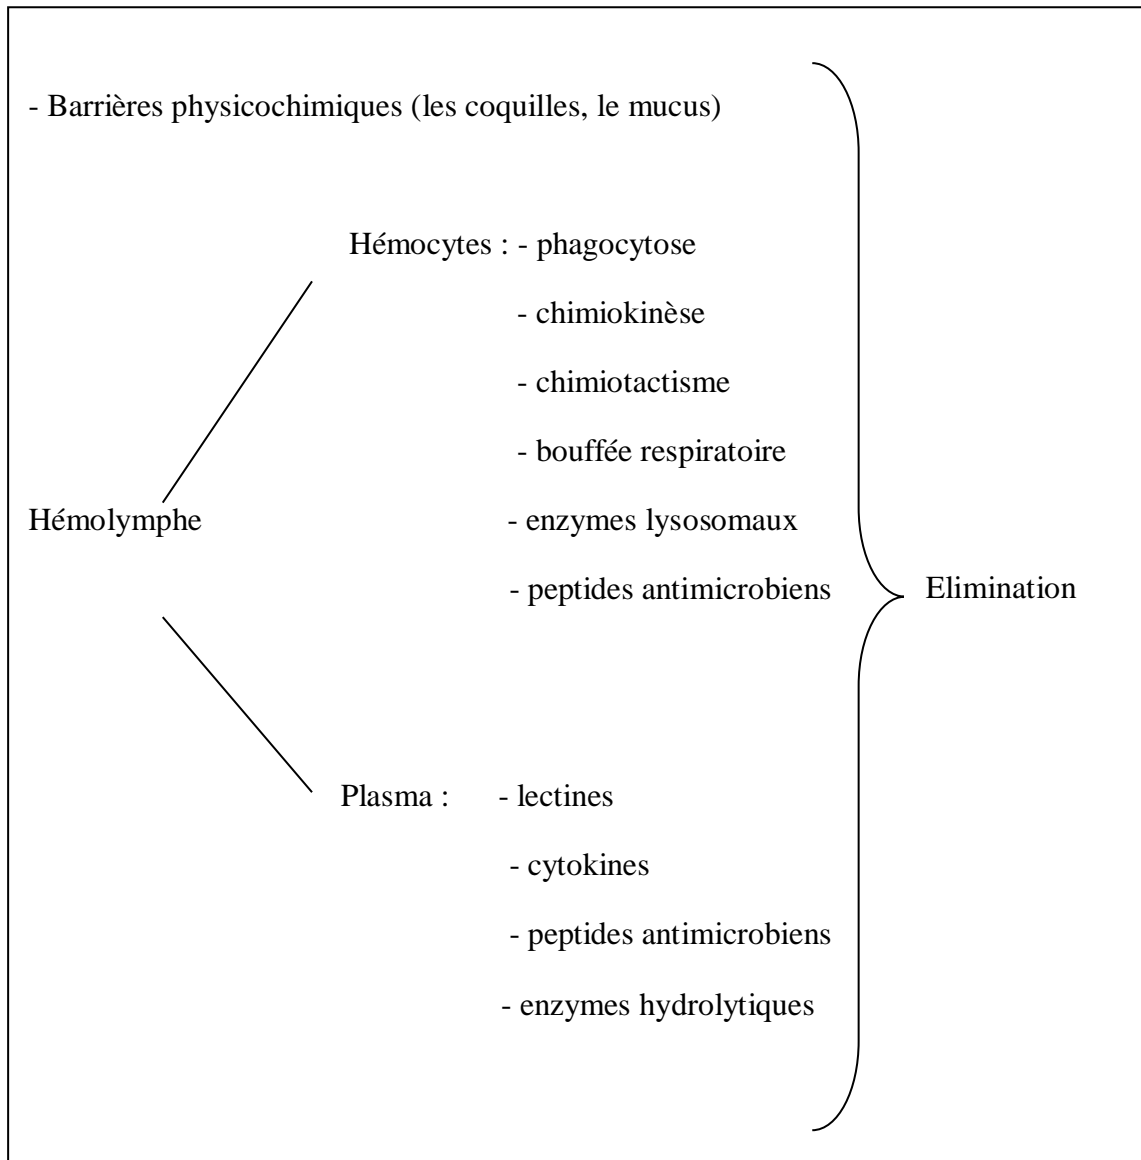 - Barrières physicochimiques (les coquilles, le mucus)
Hémocytes : - phagocytose
- chimiokinèse
- chimiotactisme
- bouffée respiratoire
Hémolymphe
- enzymes lysosomaux
- peptides antimicrobiens
Elimination
Plasma : - lectines
- cytokines
- peptides antimicrobiens
- enzymes hydrolytiques